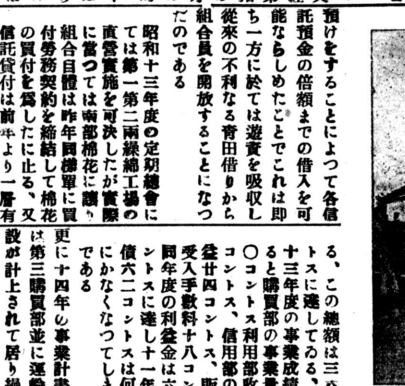 預けをすることによつて各信
託預金の倍額までの借入を可
能ならしめたことでこれは即
ち一方に於ては遊資を吸収し
從來の不利なる靑田借りから
組合員を開放することになつ
だのである
昭和十三年度の定期總會に
ては第一第二兩繰綿工塲の
直營實施を可決したが實際
に當つては兩部棉花に讓り
組合自體は昨年同樣單に買
付勞務契約を締結して棉花
の買付を爲したに止る、又
信託貸付は前年より一層有
る、この總額は三
トスに達してゐる、
十三年度の事業成績
ると購買部の事業
〇コントス利用部收
コントス、信用部の
益廿四コントス、販
受入手數料十八コン
同年度の利益金は六
ントスに達し十一年
債六二コントスは何
にかなくなつてしま
である
更に十四年の事業計畫
は第三購買部並に運輸
設が計上されて居り